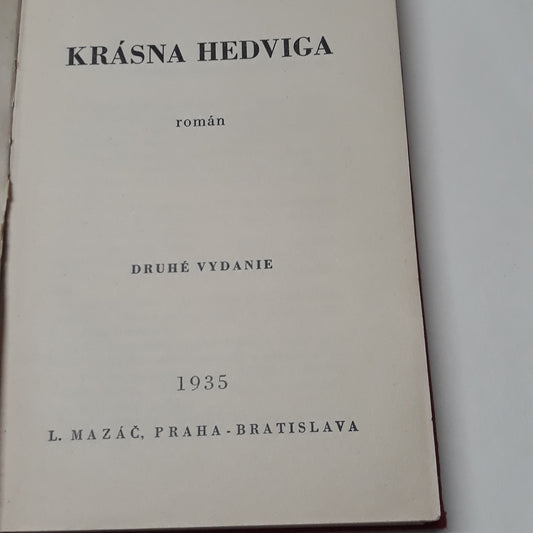 KRÁSNA HEDVIGA
román
DRUHÉ VYDANIE
1935
L. MAZÁČ, PRAHA-BRATISLAVA